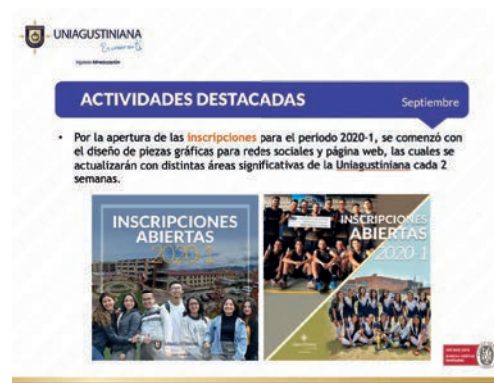 UNIAGUSTINIANA
ACTIVIDADES DESTACADAS
Septiembre
• Por la apertura de las inscripciones para el periodo 2020-1, se comenzó con
el diseño de piezas gráficas para redes sociales y página web, las cuales se
actualizarán con distintas áreas significativas de la Uniagustiniana cada 2
semanas.
INSCRIPCIONES
ABIERTAS
2020-1
UNIAGUSTINIANA
INSCRIPCIONES
ABIERTAS
2020-1